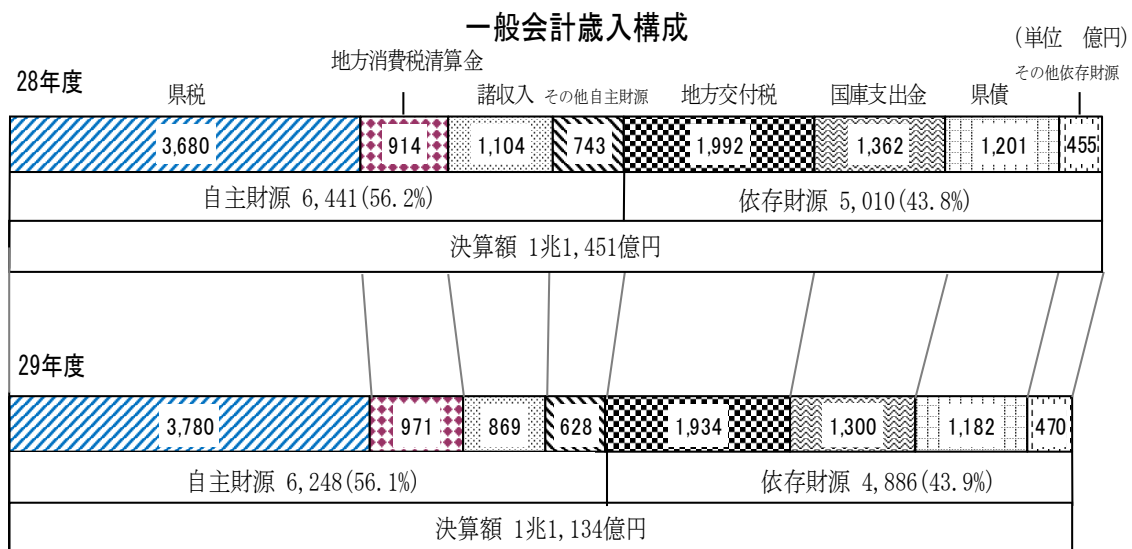 一般会計歳入構成
(単位 億円)
28年度
県税
地方消費税清算金
諸収入
その他自主財源
地方交付税
国庫支出金
県債
その他依存財源
3,680
914
1,104
743
1,992
1,362
1,201
455
自主財源 6,441(56.2%)
依存財源 5,010(43.8%)
決算額 1兆1,451億円
29年度
3,780
971
869
628
1,934
1,300
1,182
470
自主財源 6,248(56.1%)
依存財源 4,886(43.9%)
決算額 1兆1,134億円